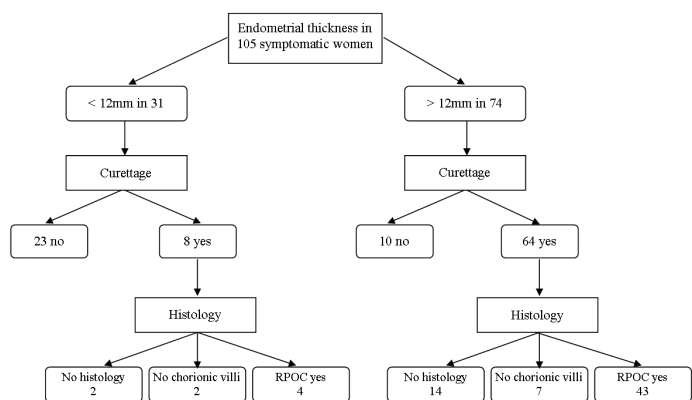 Endometrial thickness in
105 symptomatic women
< 12mm in 31
> 12mm in 74
Curettage
Curettage
23 no
8 yes
10 no
64 yes
Histology
Histology
No histology
2
No chorionic villi
2
RPOC yes
4
No histology
14
No chorionic villi
7
RPOC yes
43